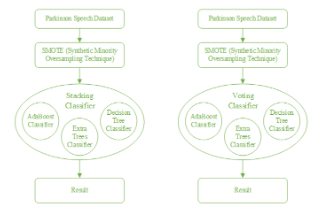 Parkinson Speech Dataset
SMOTE (Synthetic Minority
Oversampling Technique)
Stacking
Classifier
AdaBoost
Classifier
Extra
Trees
Classifier
Decision
Tree
Classifier
Result
Parkinson Speech Dataset
SMOTE (Synthetic Minority
Oversampling Technique)
Voting
Classifier
AdaBoost
Classifier
Extra
Trees
Classifier
Decision
Tree
Classifier
Result